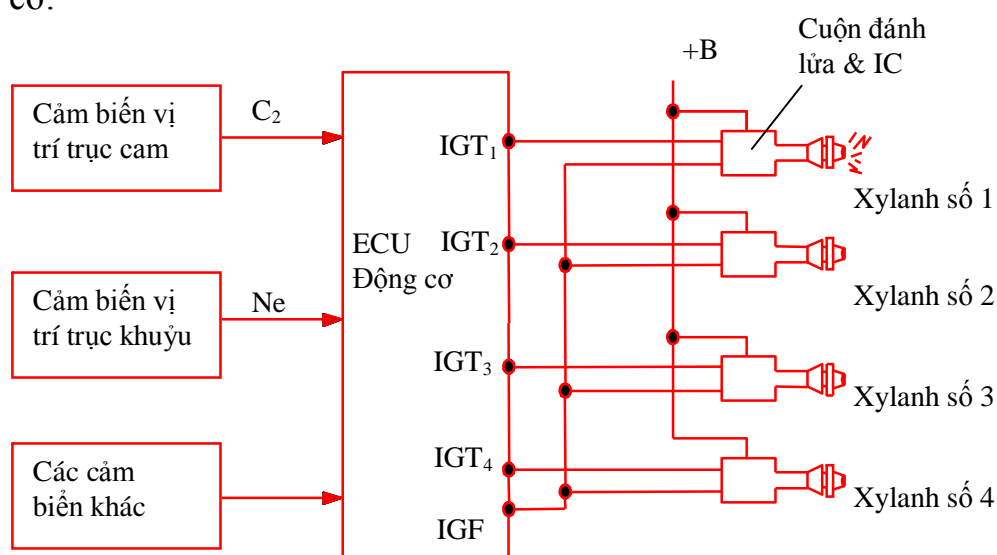 cơ.
Cuộn đánh
lửa & IC
+B
Cảm biến vị
trí trục cam
C2
IGT1
Xylanh số 1
ECU
Động cơ
IGT2
Xylanh số 2
Cảm biến vị
trí trục khuỷu
Ne
IGT3
Xylanh số 3
Các cảm
biển khác
IGT4
Xylanh số 4
IGF